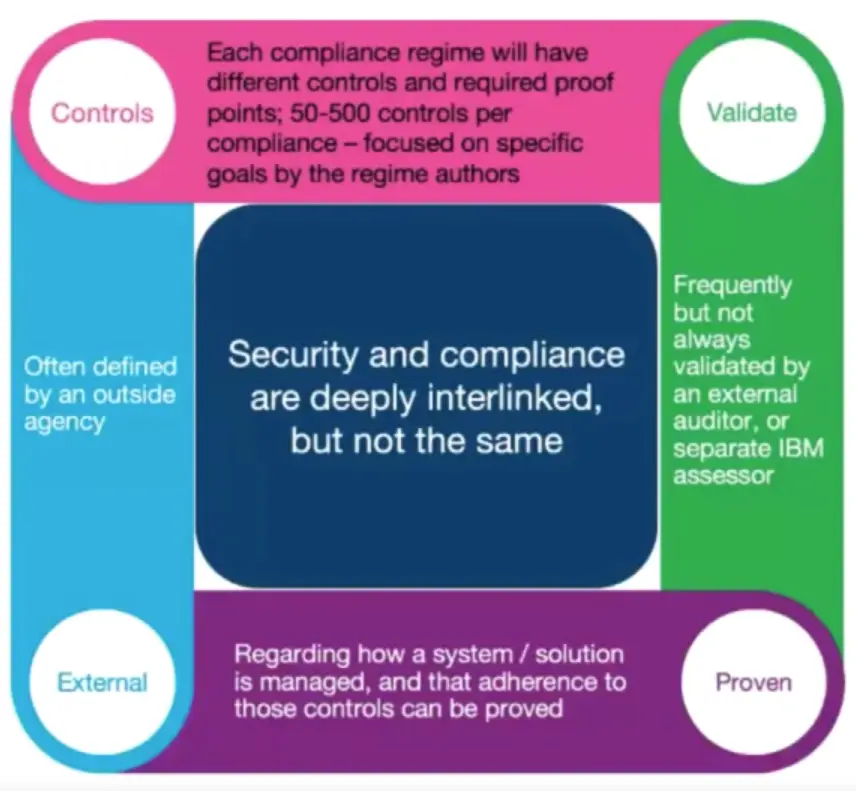 Controls
Each compliance regime will have
different controls and required proof
points; 50-500 controls per
compliance – focused on specific
goals by the regime authors
Validate
Frequently
but not
always
validated by
an external
auditor, or
separate IBM
assessor
Security and compliance
are deeply interlinked,
but not the same
Often defined
by an outside
agency
External
Regarding how a system / solution
is managed, and that adherence to
those controls can be proved
Proven